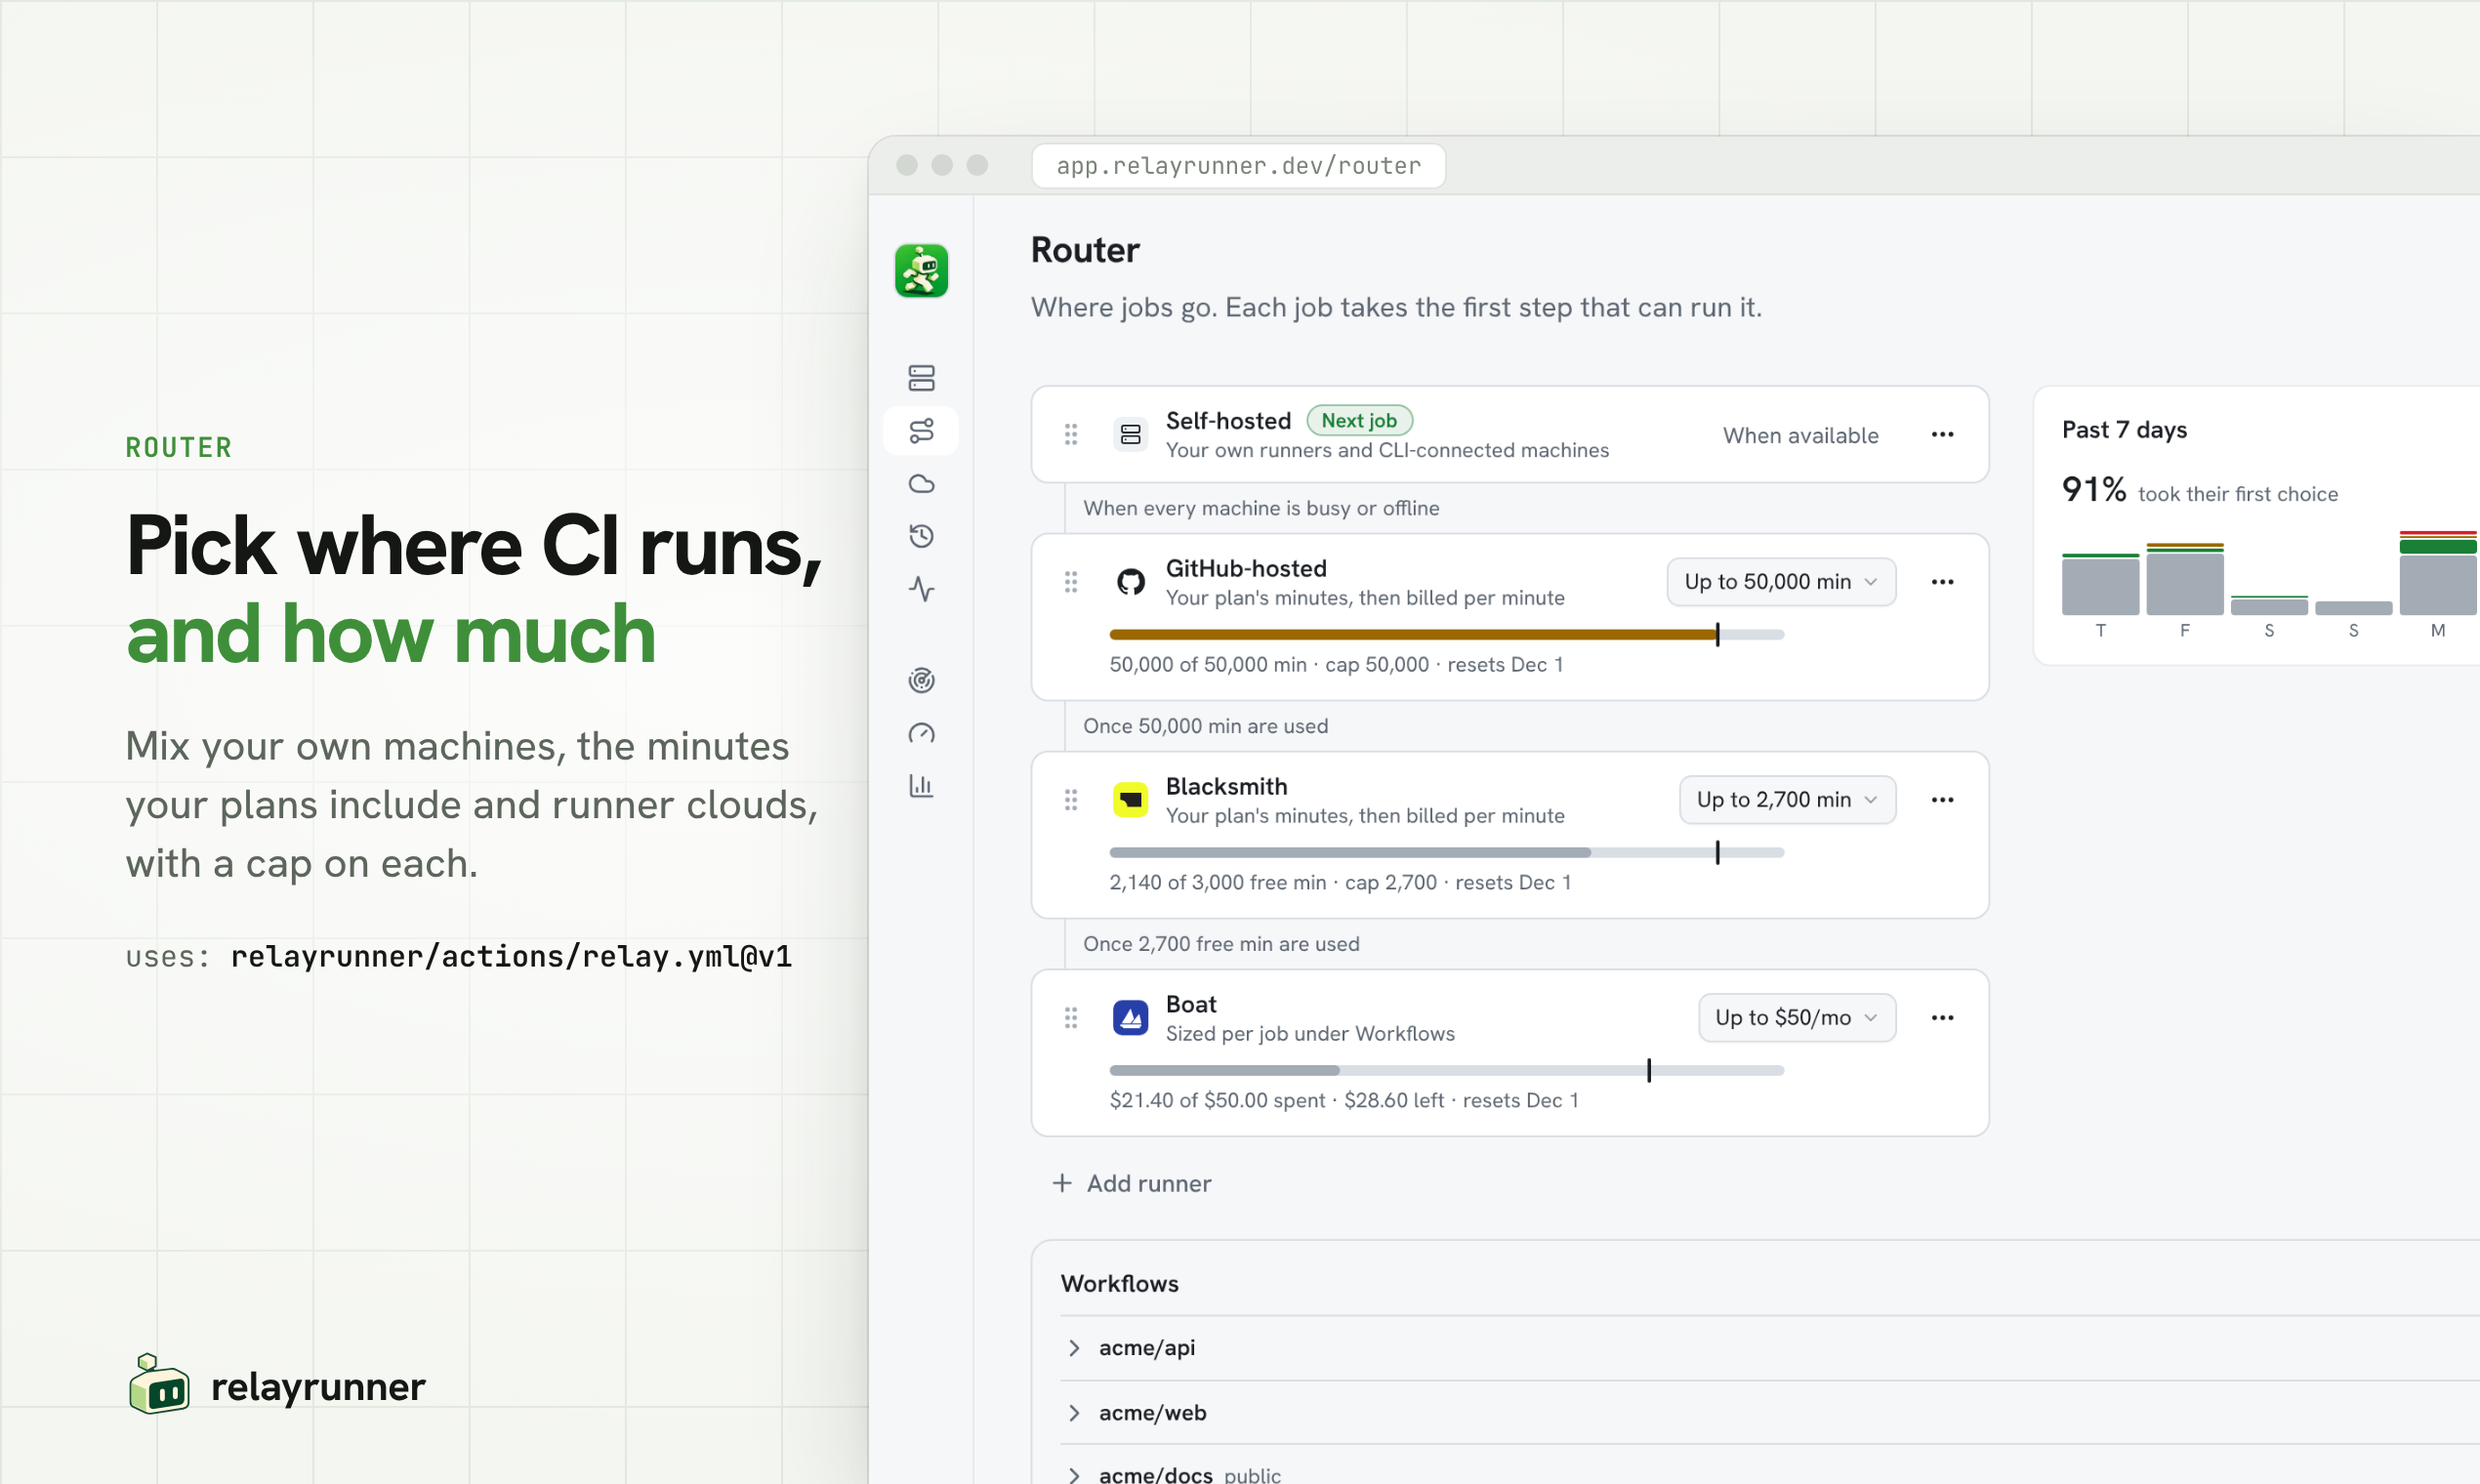 ROUTER
Pick where CI runs,
and how much
Mix your own machines, the minutes
your plans include and runner clouds,
with a cap on each.
uses: relayrunner/actions/relay.yml@v1
relayrunner
app.relayrunner.dev/router
Router
Where jobs go. Each job takes the first step that can run it.
Self-hosted Next job
Your own runners and CLI-connected machines
When available
When every machine is busy or offline
GitHub-hosted
Your plan's minutes, then billed per minute
Up to 50,000 min
50,000 of 50,000 min · cap 50,000 · resets Dec 1
Once 50,000 min are used
Blacksmith
Your plan's minutes, then billed per minute
Up to 2,700 min
2,140 of 3,000 free min · cap 2,700 · resets Dec 1
Once 2,700 free min are used
Boat
Sized per job under Workflows
Up to $50/mo
$21.40 of $50.00 spent · $28.60 left · resets Dec 1
+ Add runner
Past 7 days
91% took their first choice
T F S S M
Workflows
acme/api
acme/web
acme/docs public